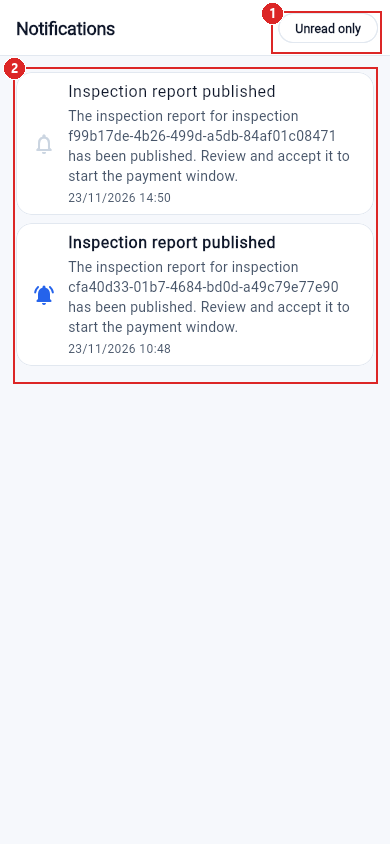 Notifications
1
Unread only
2
Inspection report published
The inspection report for inspection
f99b17de-4b26-499d-a5db-84af01c08471
has been published. Review and accept it to
start the payment window.
23/11/2026 14:50
Inspection report published
The inspection report for inspection
cfa40d33-01b7-4684-bd0d-a49c79e77e90
has been published. Review and accept it to
start the payment window.
23/11/2026 10:48